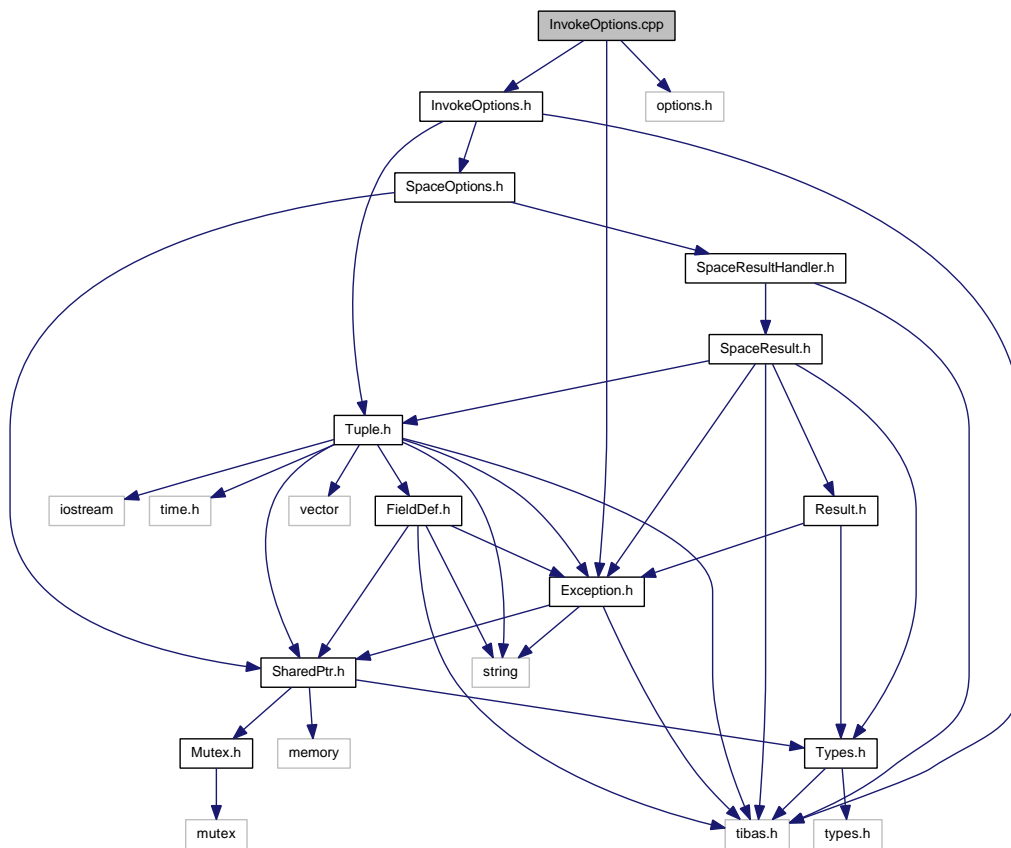 InvokeOptions.cpp
InvokeOptions.h
options.h
SpaceOptions.h
SpaceResultHandler.h
SpaceResult.h
Tuple.h
iostream
time.h
vector
FieldDef.h
Result.h
Exception.h
SharedPtr.h
string
Mutex.h
memory
Types.h
mutex
tibas.h
types.h